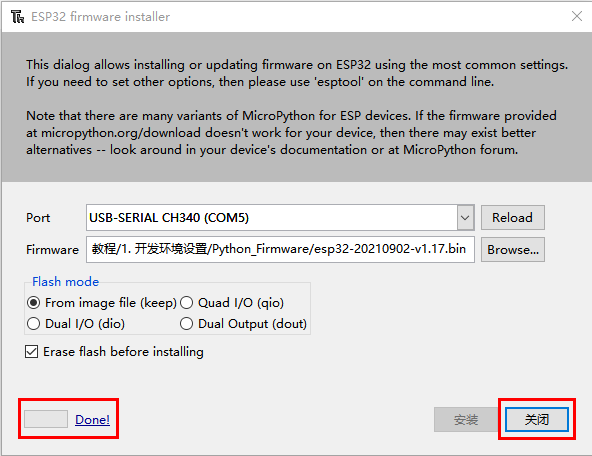 ESP32 firmware installer
This dialog allows installing or updating firmware on ESP32 using the most common settings.
If you need to set other options, then please use 'esptool' on the command line.
Note that there are many variants of MicroPython for ESP devices. If the firmware provided
at micropython.org/download doesn't work for your device, then there may exist better
alternatives -- look around in your device's documentation or at MicroPython forum.
Port USB-SERIAL CH340 (COM5) Reload
Firmware 教程/1. 开发环境设置/Python_Firmware/esp32-20210902-v1.17.bin Browse...
Flash mode
From image file (keep) Quad I/O (qio)
Dual I/O (dio) Dual Output (dout)
Erase flash before installing
Done! 安装 关闭